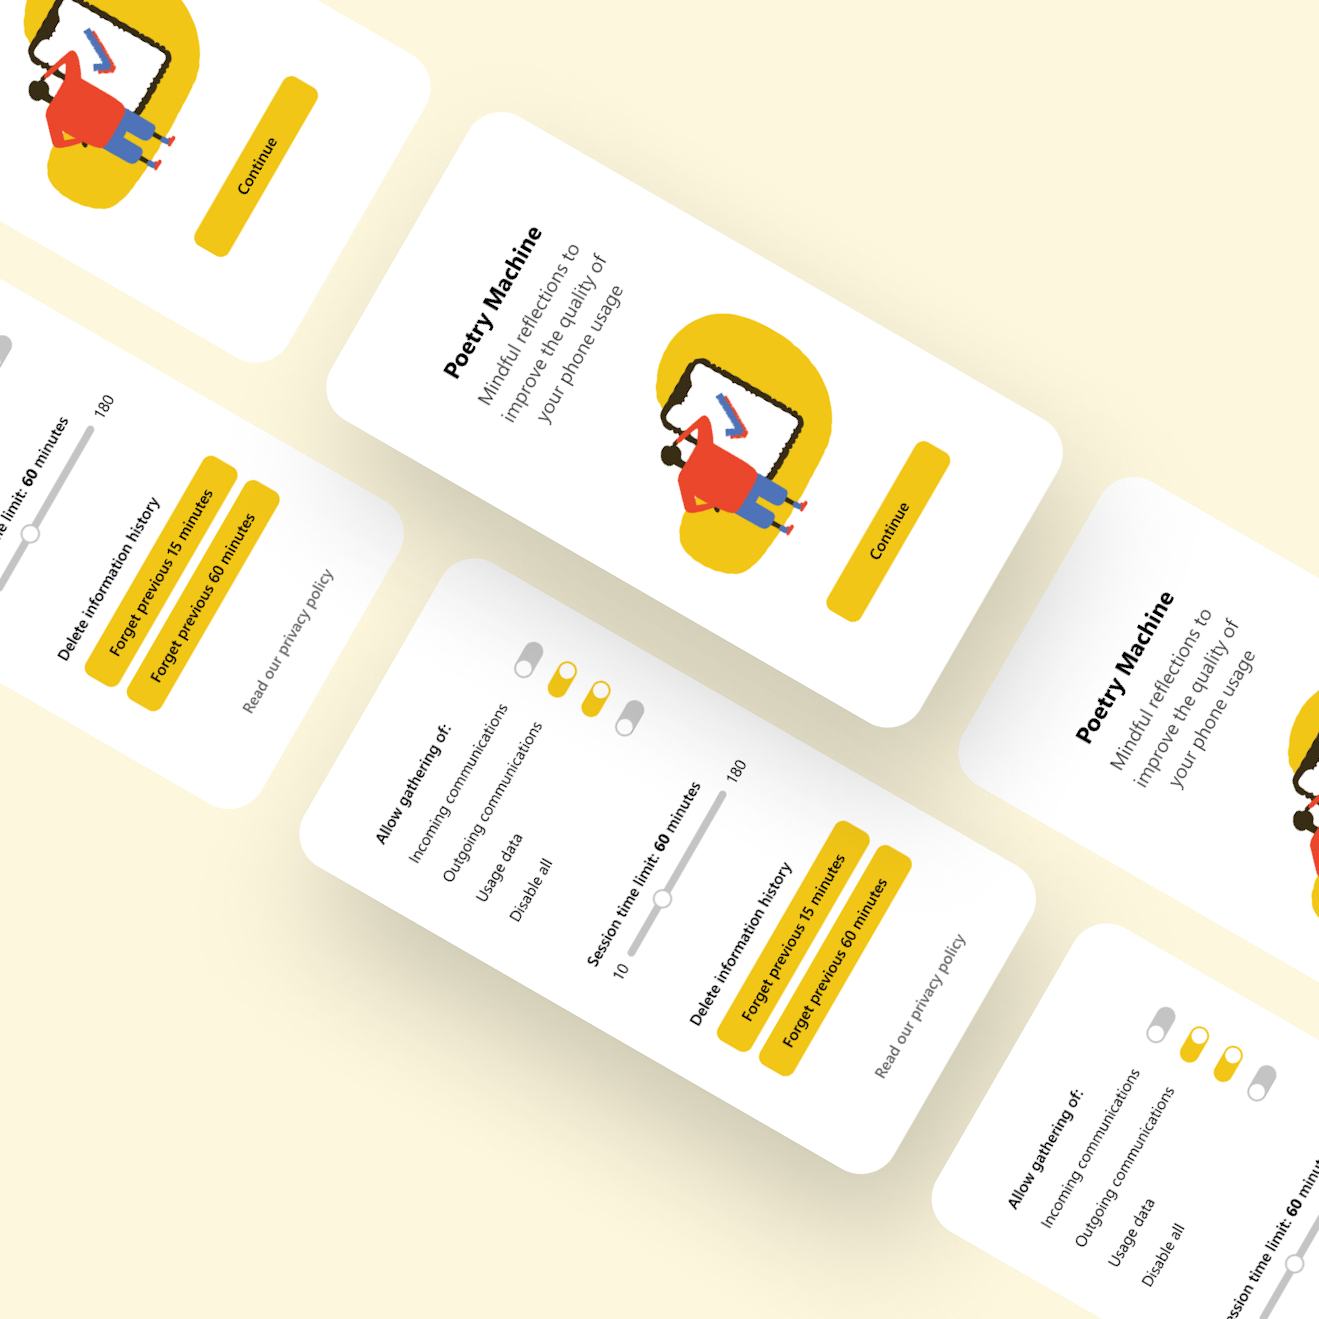 Continue
Poetry Machine
Mindful reflections to
improve the quality of
your phone usage
Continue
Poetry Machine
Mindful reflections to
improve the quality of
your phone usage
limit: 60 minutes
180
Delete information history
Forget previous 15 minutes
Forget previous 60 minutes
Read our privacy policy
Allow gathering of:
Incoming communications
Outgoing communications
Usage data
Disable all
Session time limit: 60 minutes
10
180
Delete information history
Forget previous 15 minutes
Forget previous 60 minutes
Read our privacy policy
Allow gathering of:
Incoming communications
Outgoing communications
Usage data
Disable all
time limit: 60